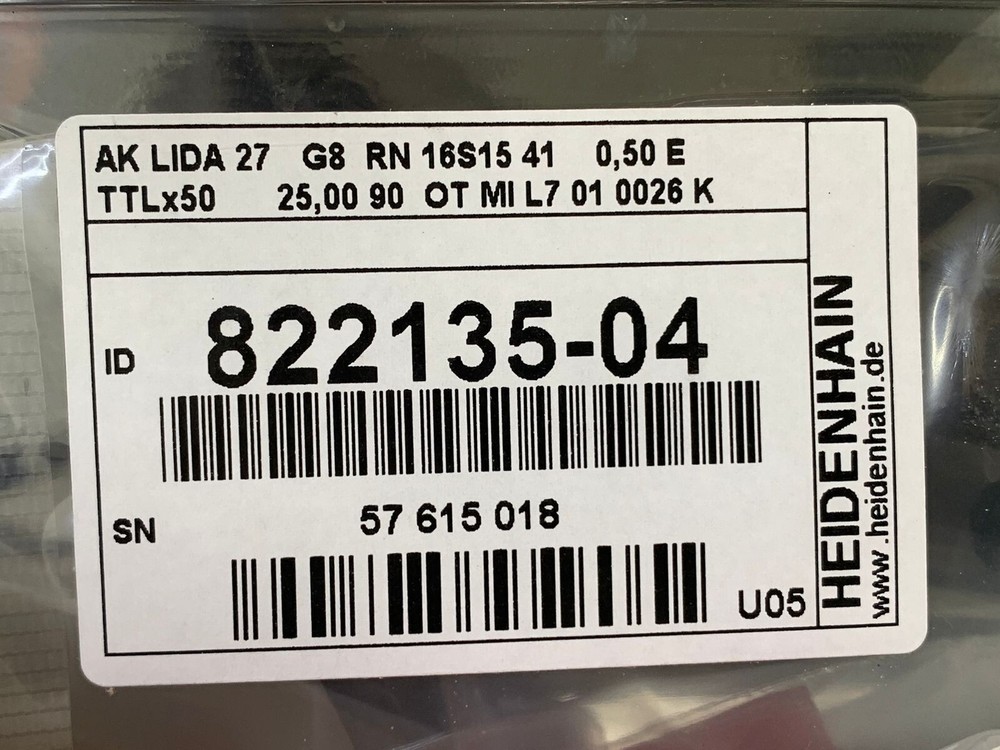 AK LIDA 27 G8 RN 16S15 41 0,50 E
TTLx50 25,00 90 OT MI L7 01 0026 K
ID 822135-04
SN 57 615 018
U05
HEIDENHAIN
www.heidenhain.de